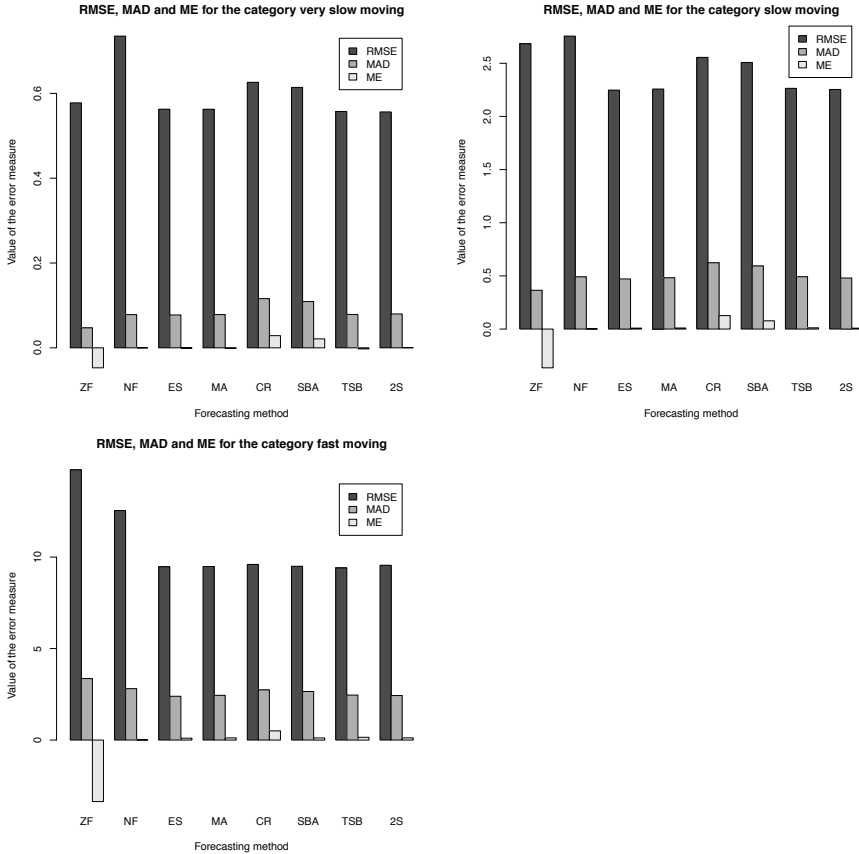 RMSE, MAD and ME for the category very slow moving
RMSE
MAD
ME
Value of the error measure
0.6
0.4
0.2
0.0
ZF NF ES MA CR SBA TSB 2S
Forecasting method
RMSE, MAD and ME for the category slow moving
RMSE
MAD
ME
Value of the error measure
2.5
2.0
1.5
1.0
0.5
0.0
ZF NF ES MA CR SBA TSB 2S
Forecasting method
RMSE, MAD and ME for the category fast moving
RMSE
MAD
ME
Value of the error measure
10
5
0
ZF NF ES MA CR SBA TSB 2S
Forecasting method